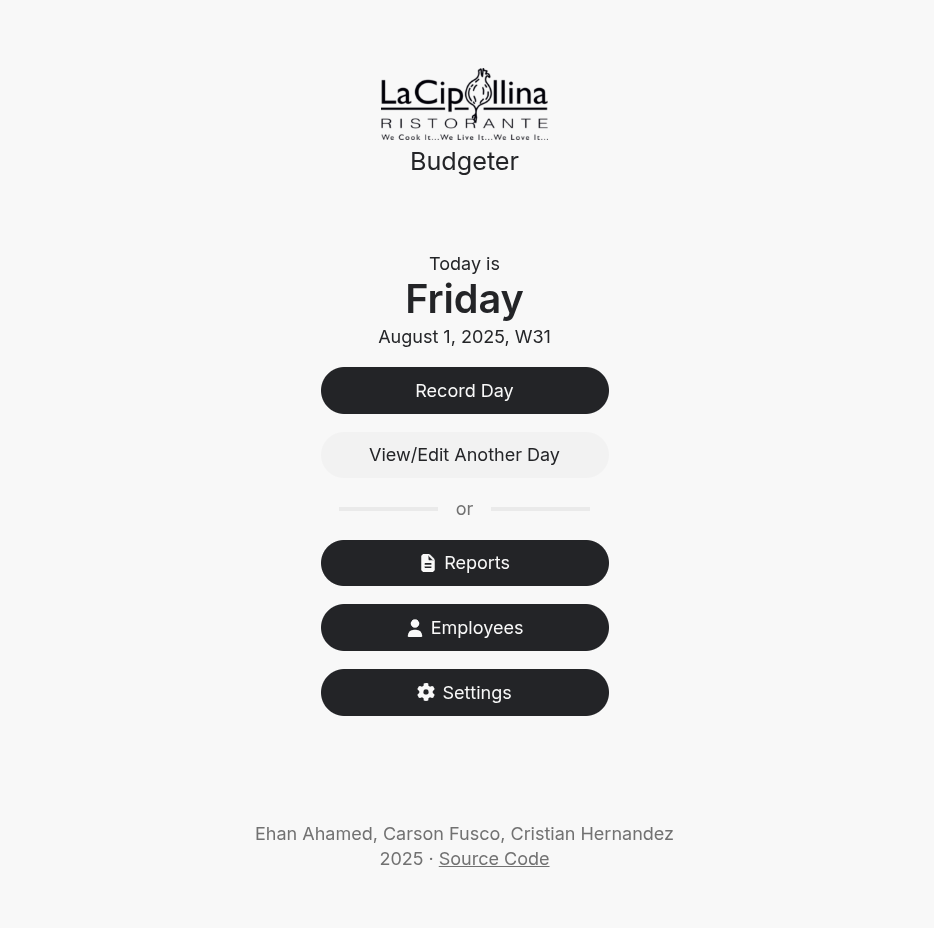 LaCipollina
RISTORANTE
We Cook It...We Live It...We Love It...
Budgeter
Today is
Friday
August 1, 2025, W31
Record Day
View/Edit Another Day
or
Reports
Employees
Settings
Ehan Ahamed, Carson Fusco, Cristian Hernandez
2025 · Source Code